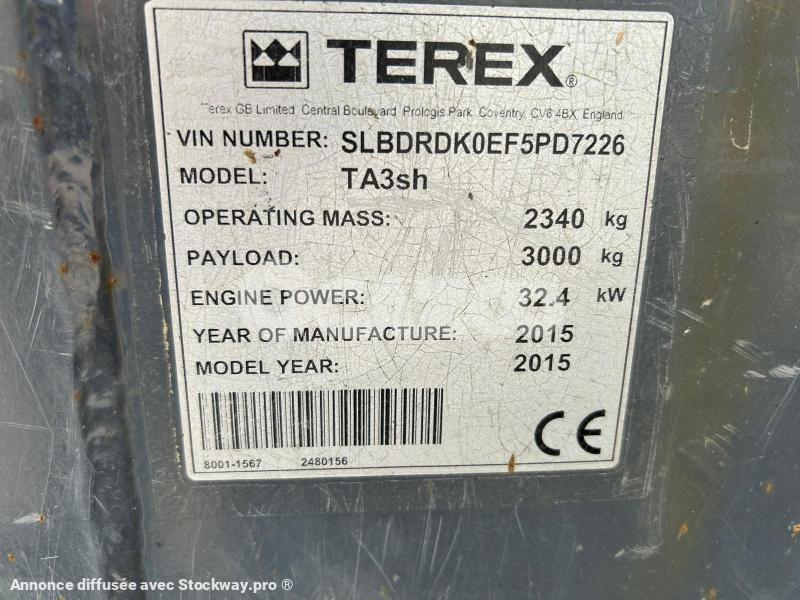 TEREX®
Terex GB Limited Central Boulevard Prologis Park Coventry CV6 4BX England
VIN NUMBER: SLBDRDK0EF5PD7226
MODEL: TA3sh
OPERATING MASS: 2340 kg
PAYLOAD: 3000 kg
ENGINE POWER: 32.4 kW
YEAR OF MANUFACTURE: 2015
MODEL YEAR: 2015
CE
8001-1567 2480156
Annonce diffusée avec Stockway.pro ®